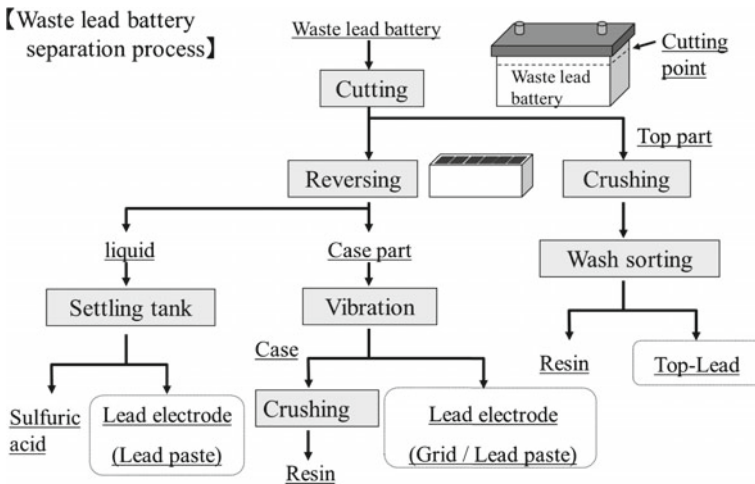 【Waste lead battery
separation process】
Waste lead battery
Cutting
point
Waste lead
battery
Cutting
Top part
Reversing
Crushing
liquid
Case part
Wash sorting
Settling tank
Vibration
Case
Resin
Top-Lead
Sulfuric
acid
Lead electrode
(Lead paste)
Crushing
Resin
Lead electrode
(Grid / Lead paste)